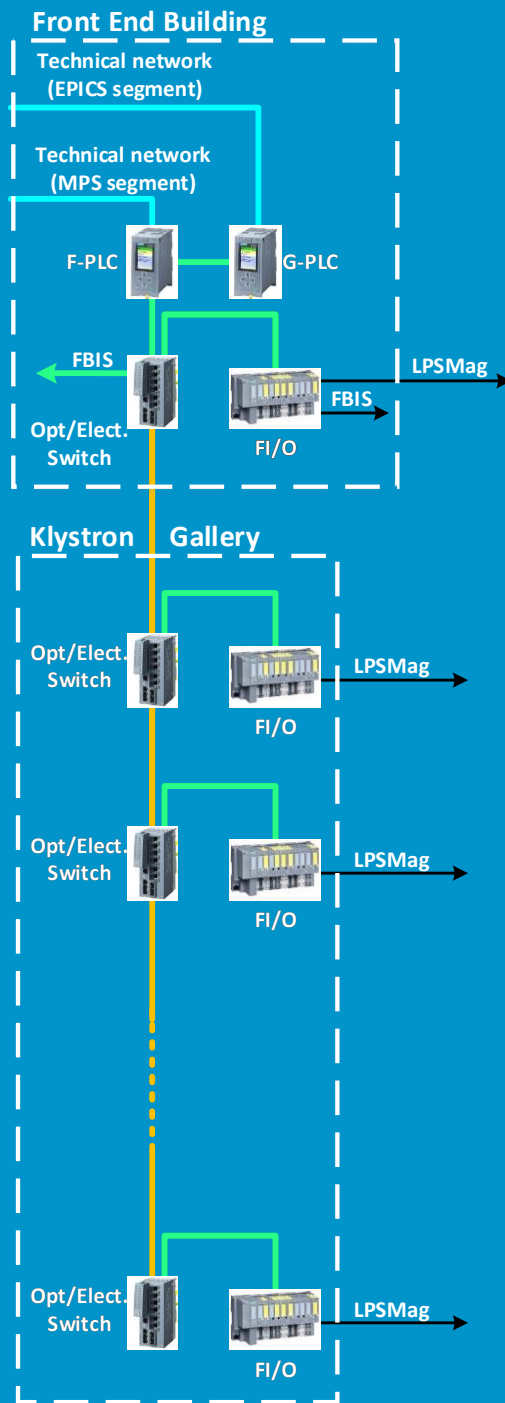 Front End Building
Technical network
(EPICS segment)
Technical network
(MPS segment)
F-PLC
G-PLC
FBIS
LPSMag
FBIS
Opt/Elect.
Switch
FI/O
Klystron Gallery
Opt/Elect.
Switch
LPSMag
FI/O
Opt/Elect.
Switch
LPSMag
FI/O
Opt/Elect.
Switch
LPSMag
FI/O